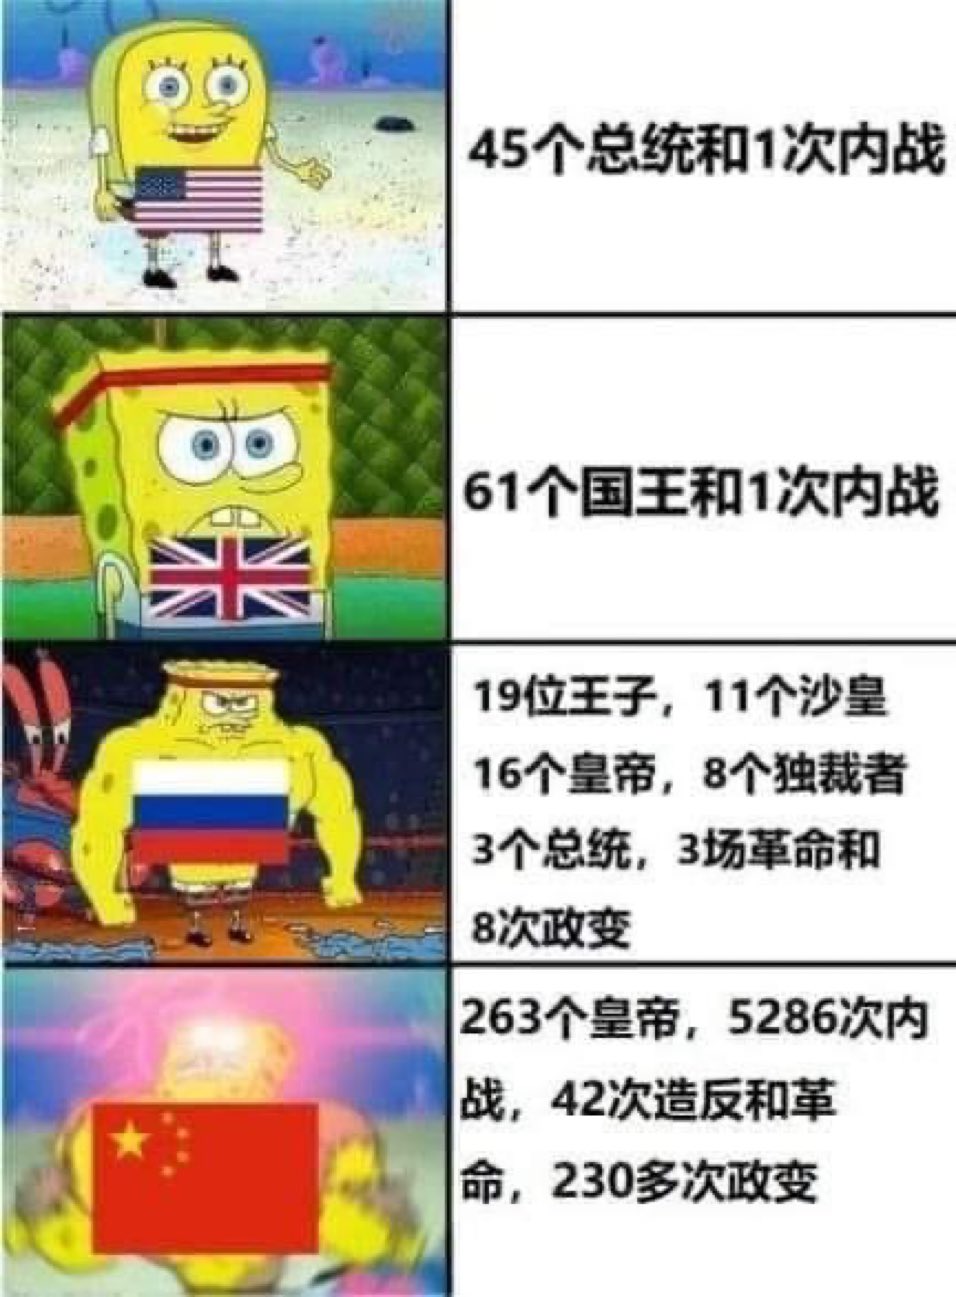 45个总统和1次内战
61个国王和1次内战
19位王子，11个沙皇
16个皇帝，8个独裁者
3个总统，3场革命和
8次政变
263个皇帝，5286次内
战，42次造反和革
命，230多次政变